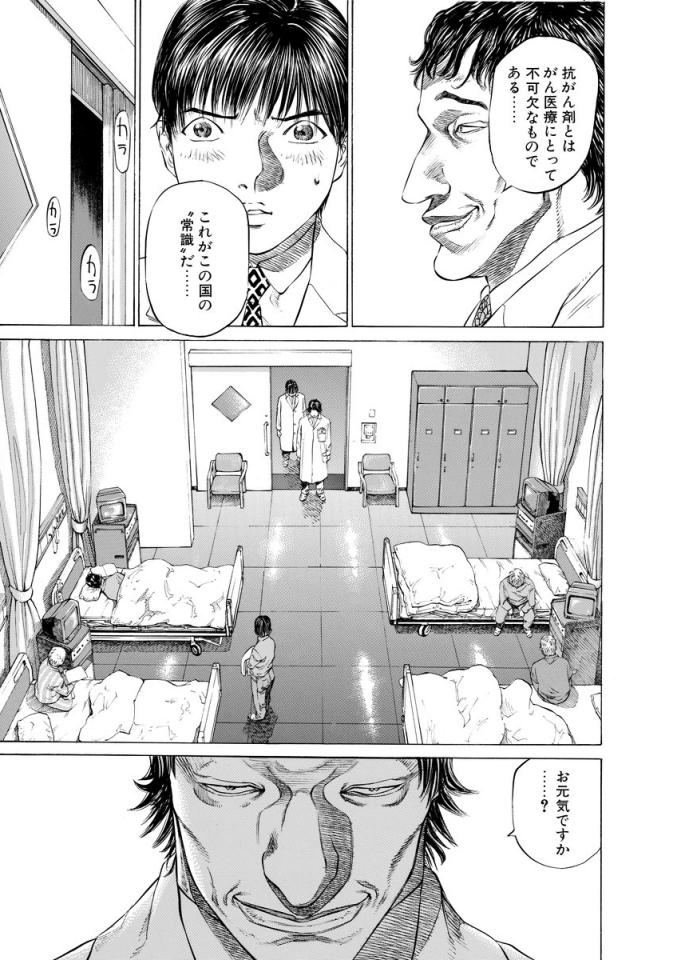 抗がん剤とは
がん医療にとって
不可欠なもので
ある……
これがこの国の
〝常識〟だ……
カラ
カラ
カラ
お元気ですか
……？